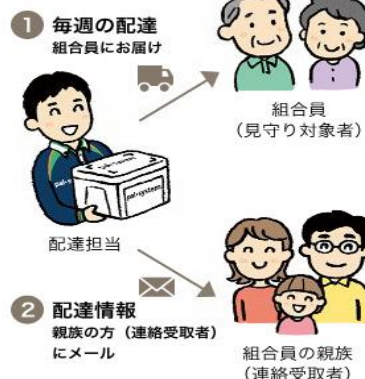 1 毎週の配達
組合員にお届け
組合員
(見守り対象者)
pal-system
配達担当
2 配達情報
親族の方(連絡受取者)
にメール
組合員の親族
(連絡受取者)